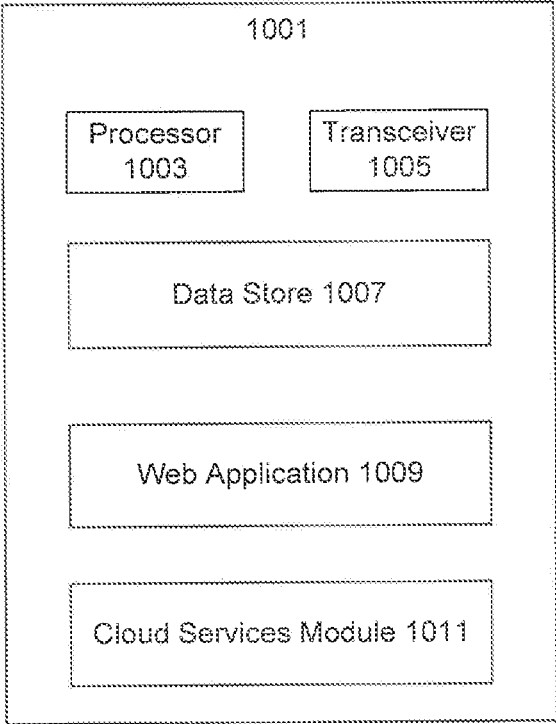 1001
Processor
1003
Transceiver
1005
Data Store 1007
Web Application 1009
Cloud Services Module 1011